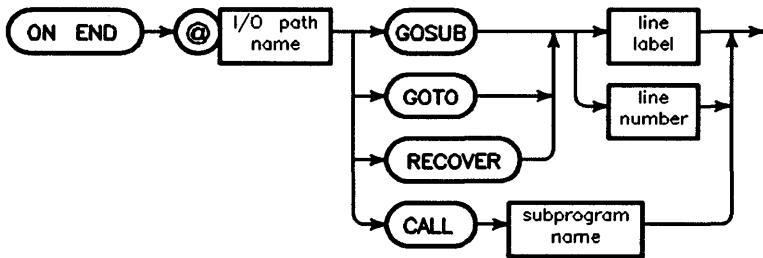 ON END
@
I/O path
name
GOSUB
line
label
GOTO
line
number
RECOVER
CALL
subprogram
name